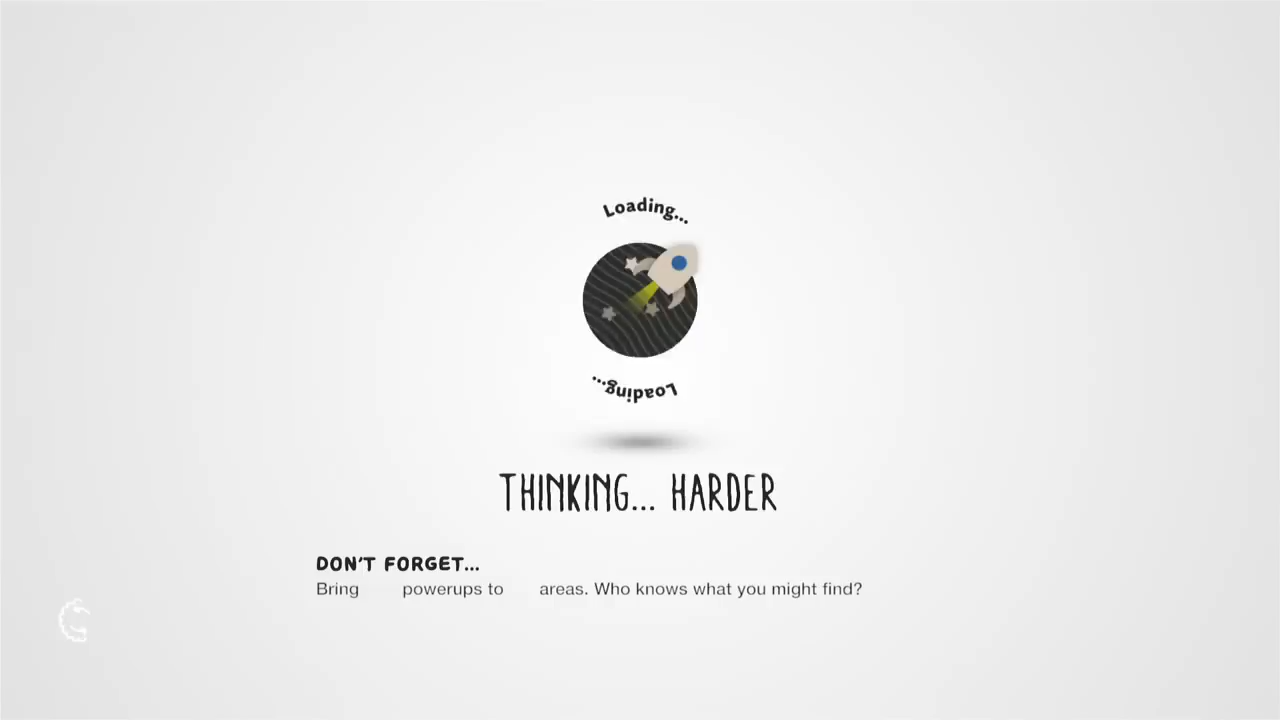 Loading...
Loading...
THINKING... HARDER
DON'T FORGET...
Bring powerups to areas. Who knows what you might find?